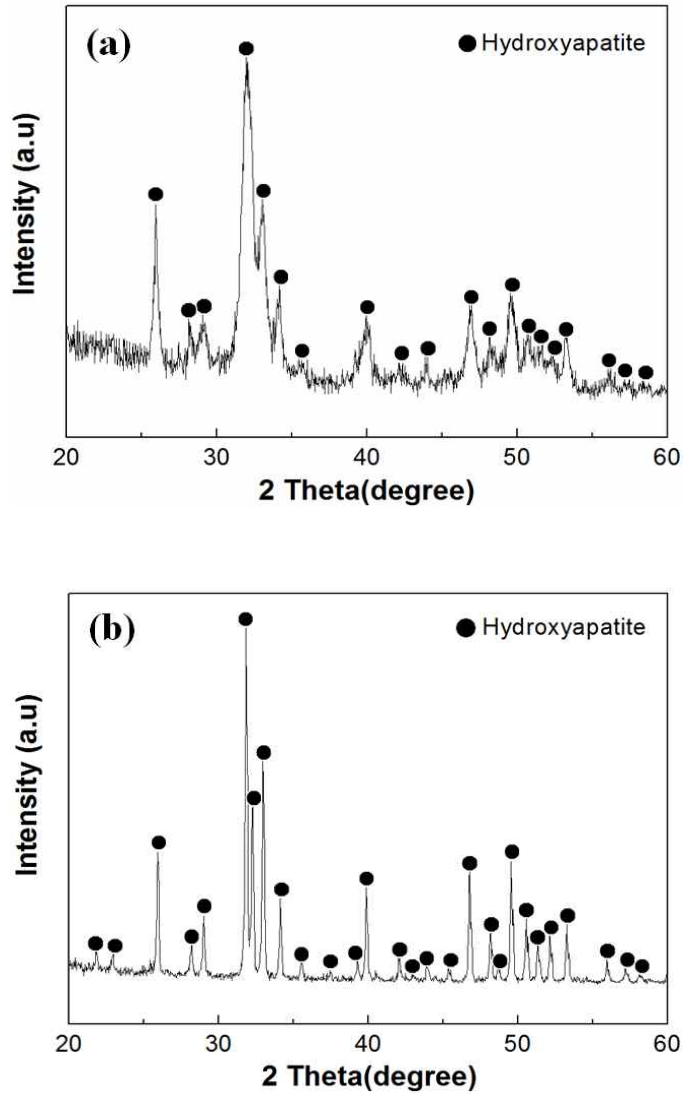 (a)
● Hydroxyapatite
Intensity (a.u)
20 30 40 50 60
2 Theta(degree)
(b)
● Hydroxyapatite
Intensity (a.u)
20 30 40 50 60
2 Theta(degree)